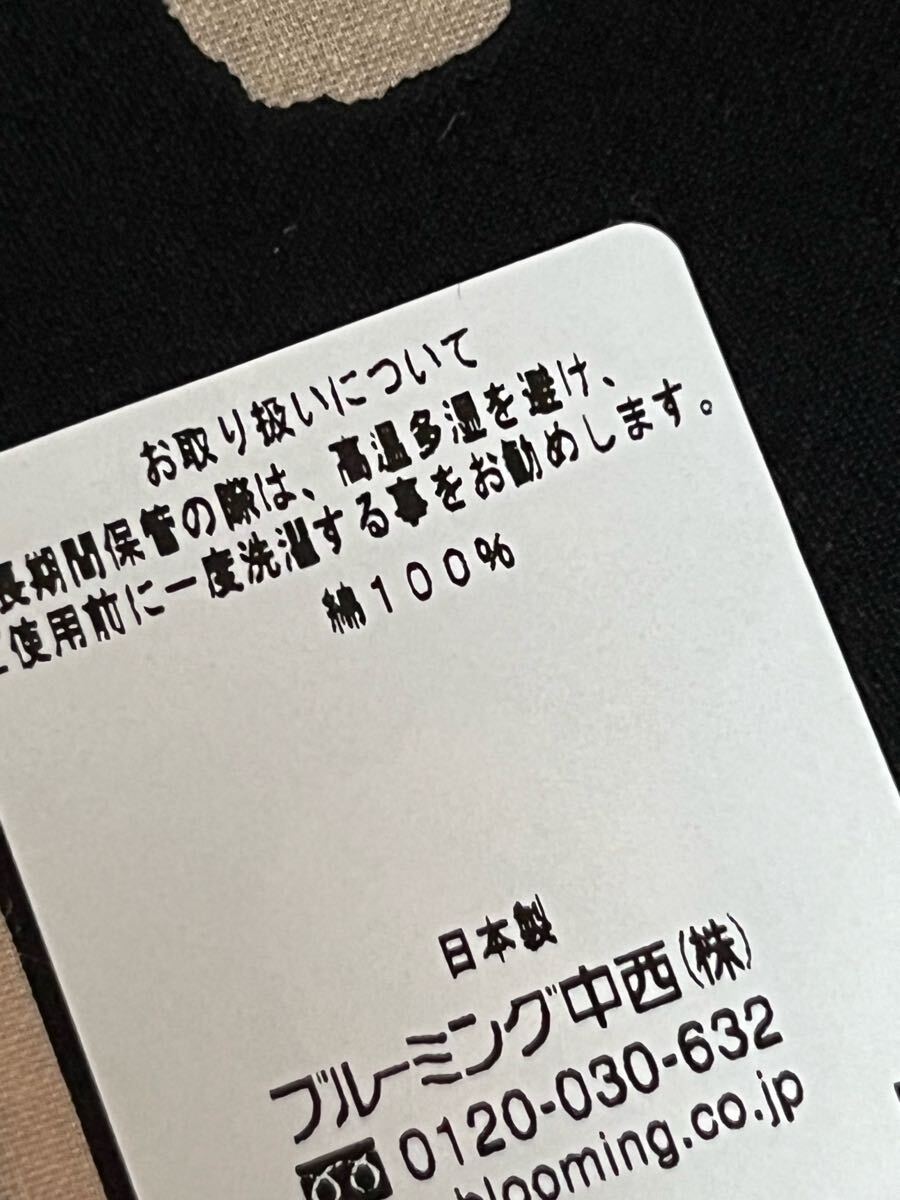 お取り扱いについて
長期間保管の際は、高温多湿を避け、
使用前に一度洗濯する事をお勧めします。
綿100%
日本製
ブルーミング中西(株)
0120-030-632
blooming.co.jp